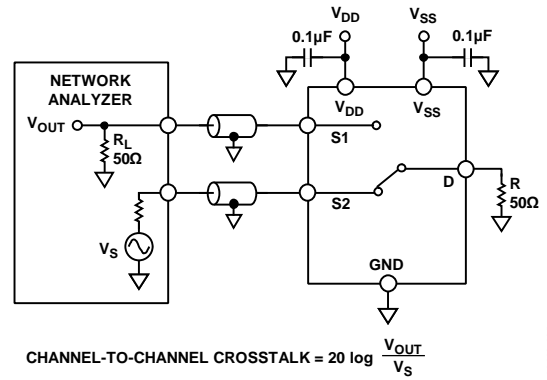 V_DD V_SS
0.1µF 0.1µF
NETWORK
ANALYZER
V_DD V_SS
V_OUT
R_L
50Ω
S1
S2
D
R
50Ω
V_S
GND
CHANNEL-TO-CHANNEL CROSSTALK = 20 log V_OUT / V_S